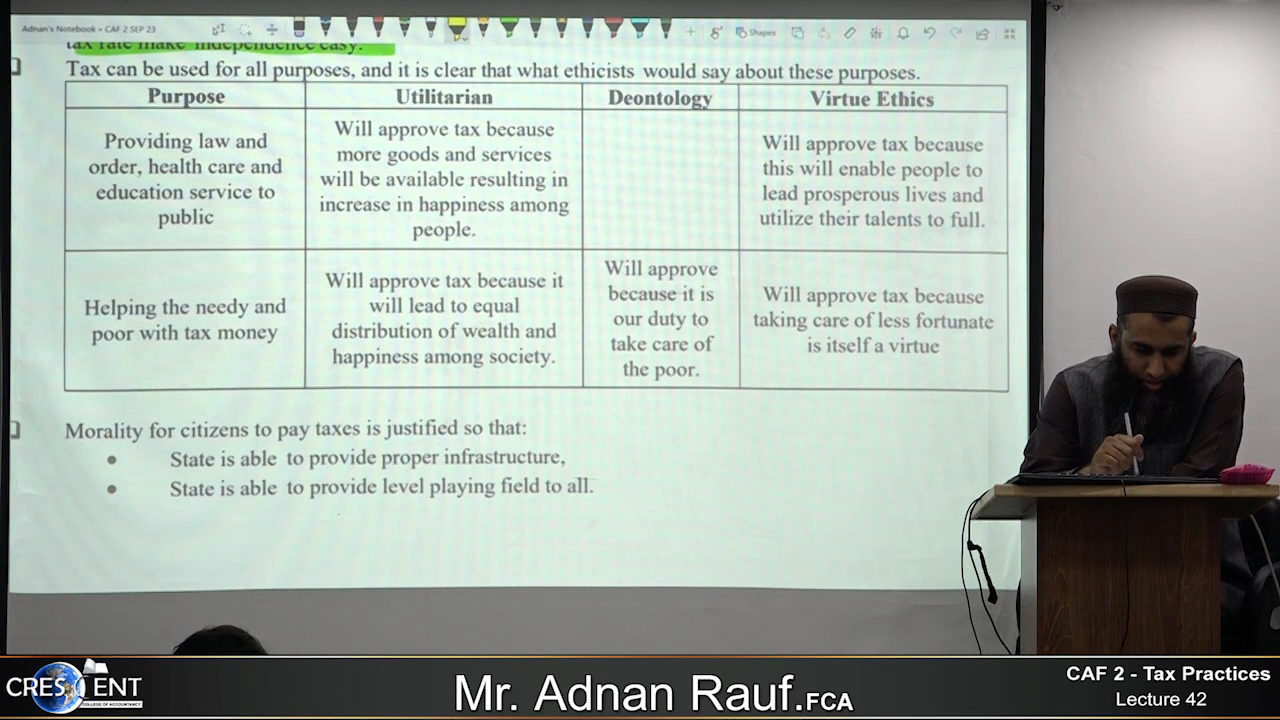 Adnan's Notebook • CAF 2 SEP 23
Shapes
tax rate make independence easy.
Tax can be used for all purposes, and it is clear that what ethicists would say about these purposes.
Purpose
Utilitarian
Deontology
Virtue Ethics
Providing law and
order, health care and
education service to
public
Will approve tax because
more goods and services
will be available resulting in
increase in happiness among
people.
Will approve tax because
this will enable people to
lead prosperous lives and
utilize their talents to full.
Helping the needy and
poor with tax money
Will approve tax because it
will lead to equal
distribution of wealth and
happiness among society.
Will approve
because it is
our duty to
take care of
the poor.
Will approve tax because
taking care of less fortunate
is itself a virtue
Morality for citizens to pay taxes is justified so that:
• State is able to provide proper infrastructure,
• State is able to provide level playing field to all.
CRESCENT
COLLEGE OF ACCOUNTANCY
Mr. Adnan Rauf.FCA
CAF 2 - Tax Practices
Lecture 42